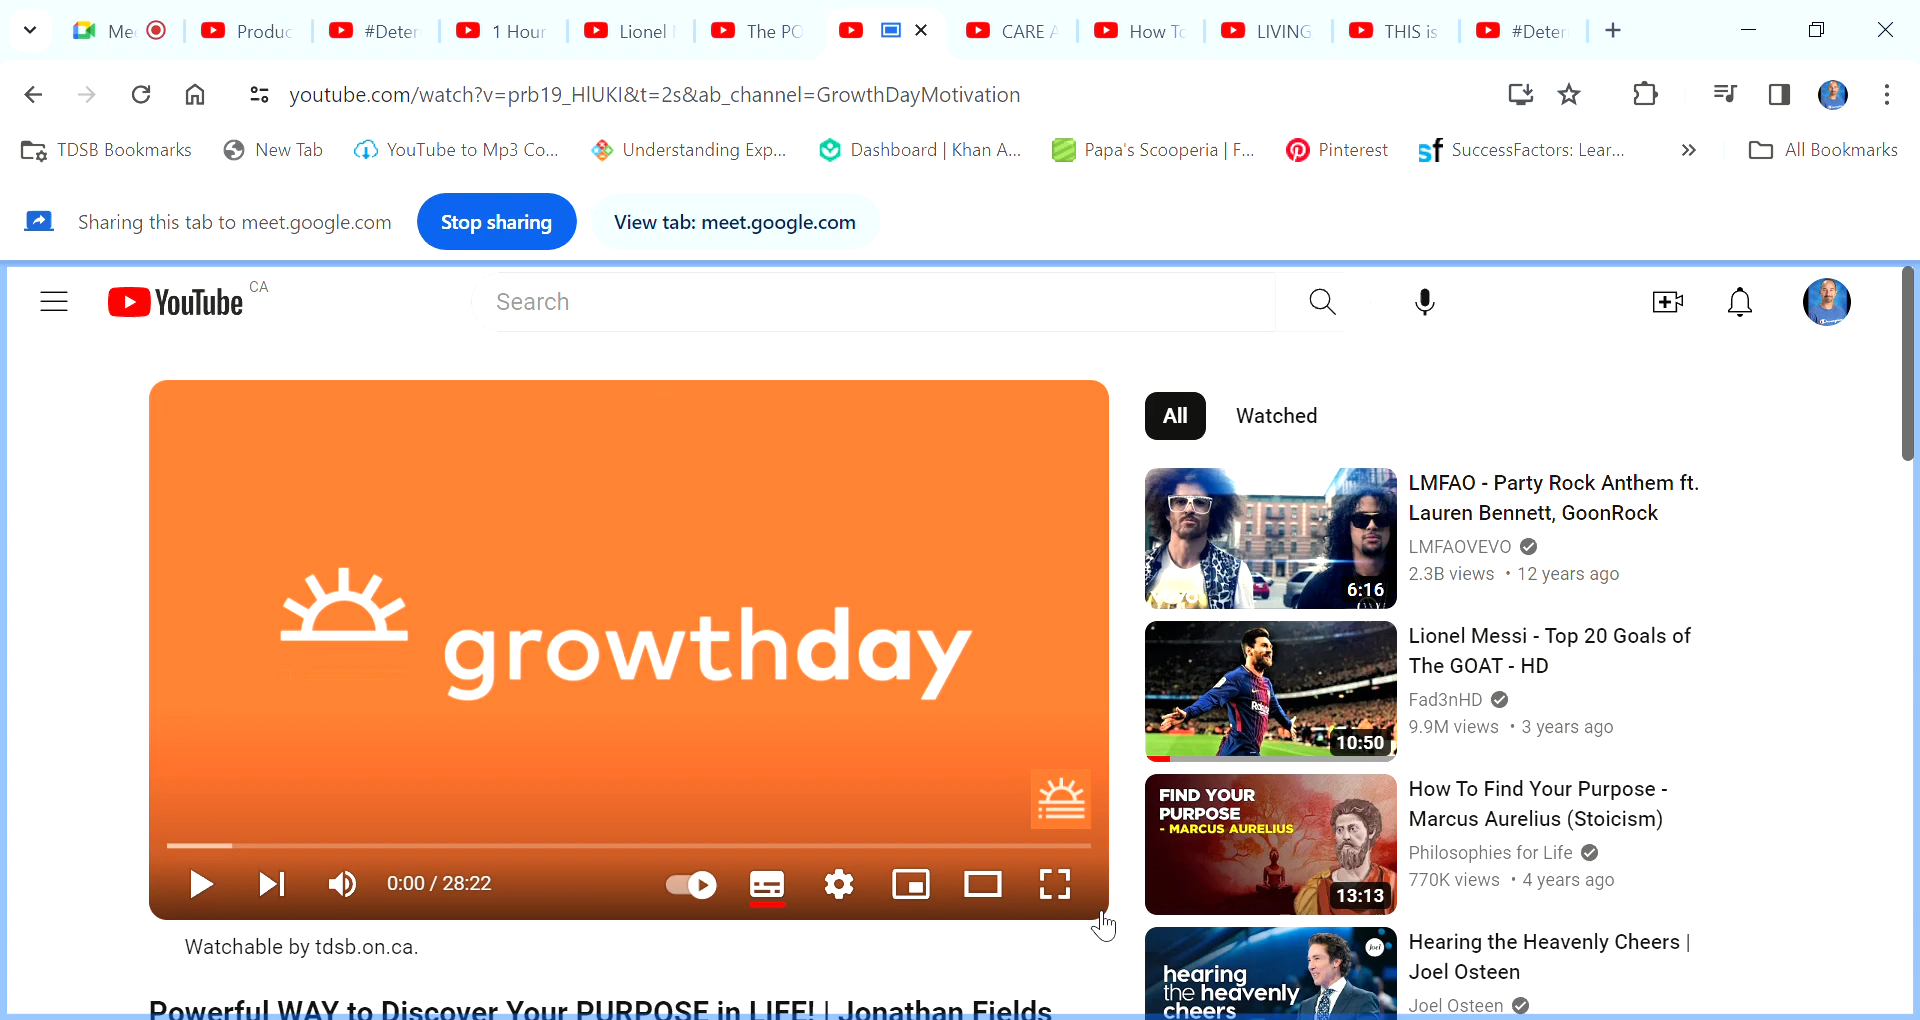 Me
Produc
#Deter
1 Hour
Lionel
The PO
CARE A
How To
LIVING
THIS is
#Deter
youtube.com/watch?v=prb19_HlUKI&t=2s&ab_channel=GrowthDayMotivation
TDSB Bookmarks
New Tab
YouTube to Mp3 Co...
Understanding Exp...
Dashboard | Khan A...
Papa's Scooperia | F...
Pinterest
sf SuccessFactors: Lear...
All Bookmarks
Sharing this tab to meet.google.com
Stop sharing
View tab: meet.google.com
YouTube CA
Search
growthday
0:00 / 28:22
Watchable by tdsb.on.ca.
Powerful WAY to Discover Your PURPOSE in LIFE! | Jonathan Fields
All
Watched
6:16
LMFAO - Party Rock Anthem ft.
Lauren Bennett, GoonRock
LMFAOVEVO
2.3B views • 12 years ago
10:50
Lionel Messi - Top 20 Goals of
The GOAT - HD
Fad3nHD
9.9M views • 3 years ago
FIND YOUR
PURPOSE
- MARCUS AURELIUS
13:13
How To Find Your Purpose -
Marcus Aurelius (Stoicism)
Philosophies for Life
770K views • 4 years ago
hearing
the heavenly
cheers
Joel
Hearing the Heavenly Cheers |
Joel Osteen
Joel Osteen